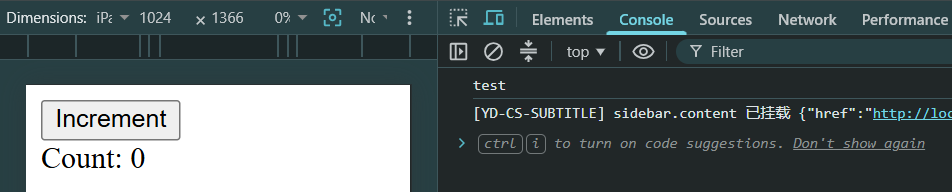 Dimensions: iPa 1024 × 1366 0% No
Elements Console Sources Network Performance
top Filter
Increment
Count: 0
test
[YD-CS-SUBTITLE] sidebar.content 已挂载 {"href":"http://loc
ctrl i to turn on code suggestions. Don't show again